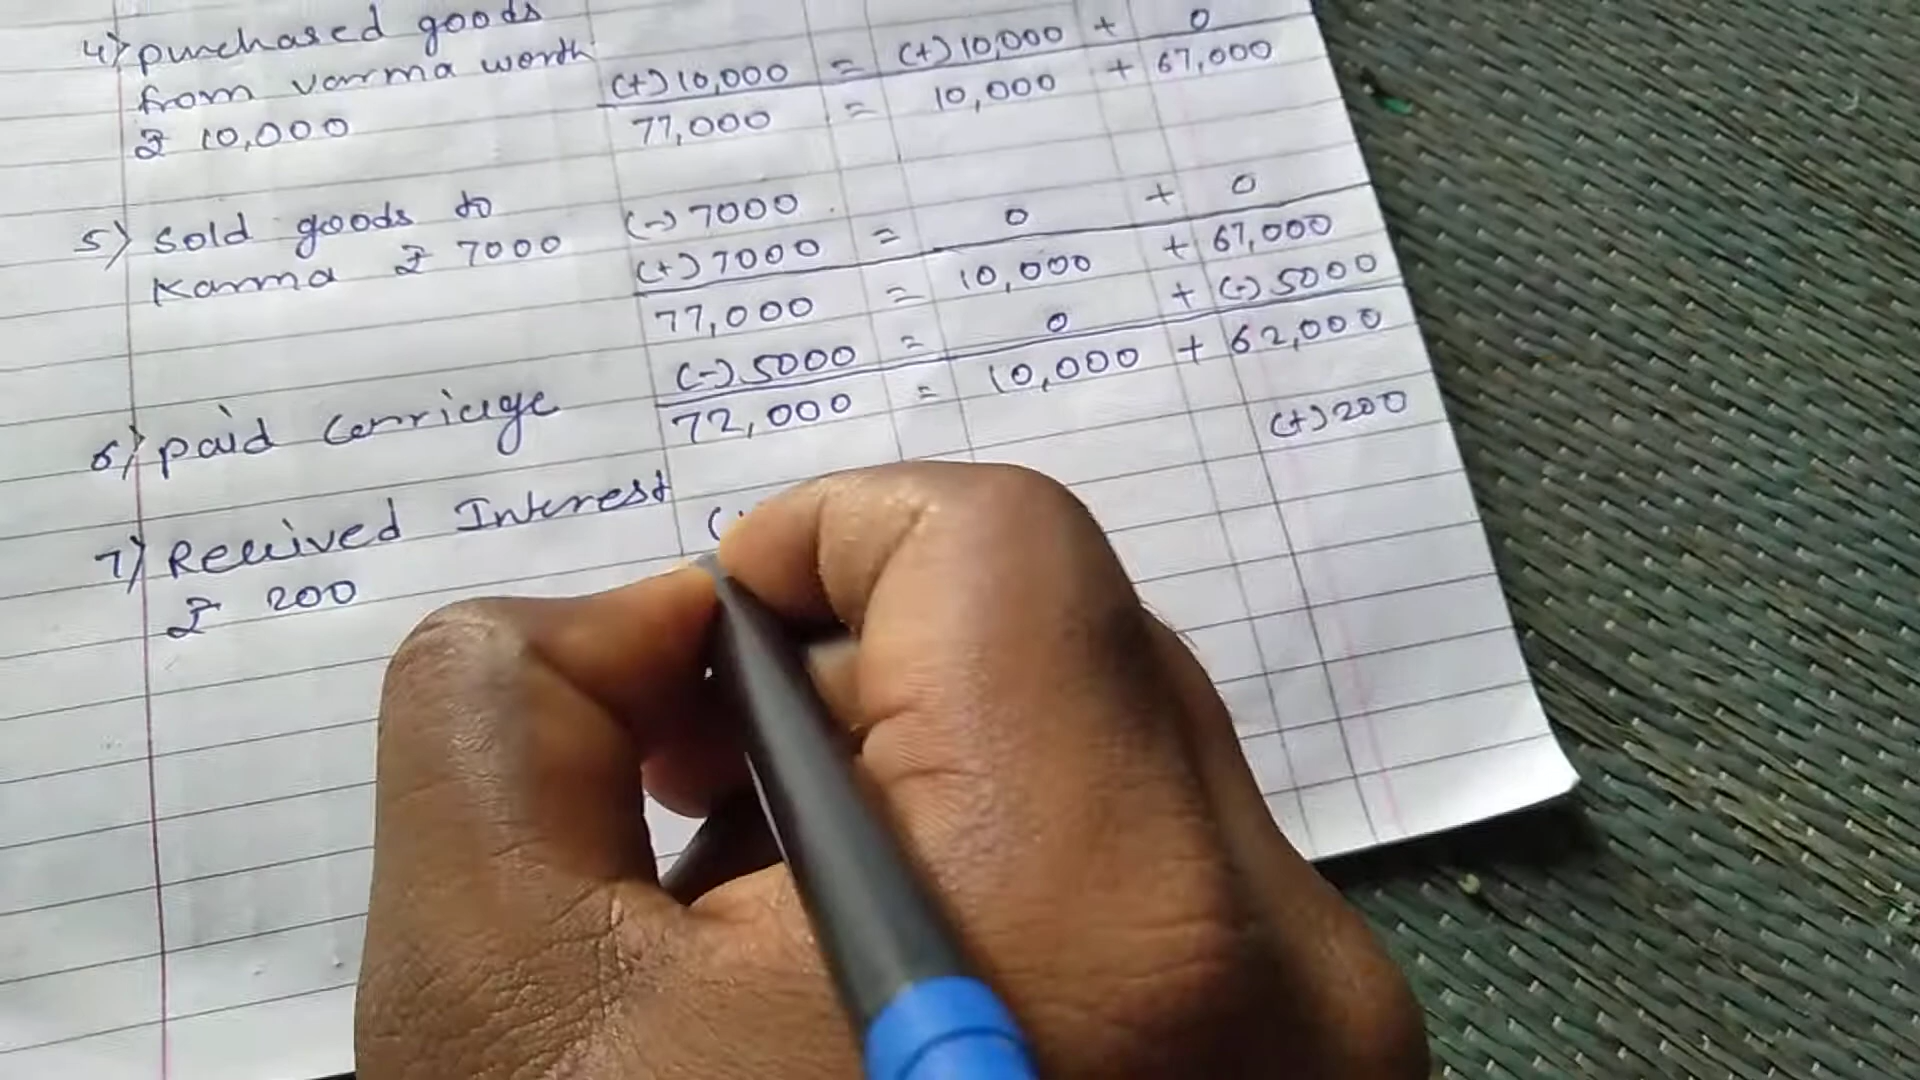 4) purchased goods
from varma worth
₹ 10,000
(+) 10,000 = (+) 10,000 + 0
77,000 = 10,000 + 67,000
5) sold goods to
Karma ₹ 7000
(-) 7000
(+) 7000 = 0 + 0
77,000 = 10,000 + 67,000
6) paid carriage
(-) 5000 = 0 + (-) 5000
72,000 = 10,000 + 62,000
7) Received Interest
₹ 200
(+) 200